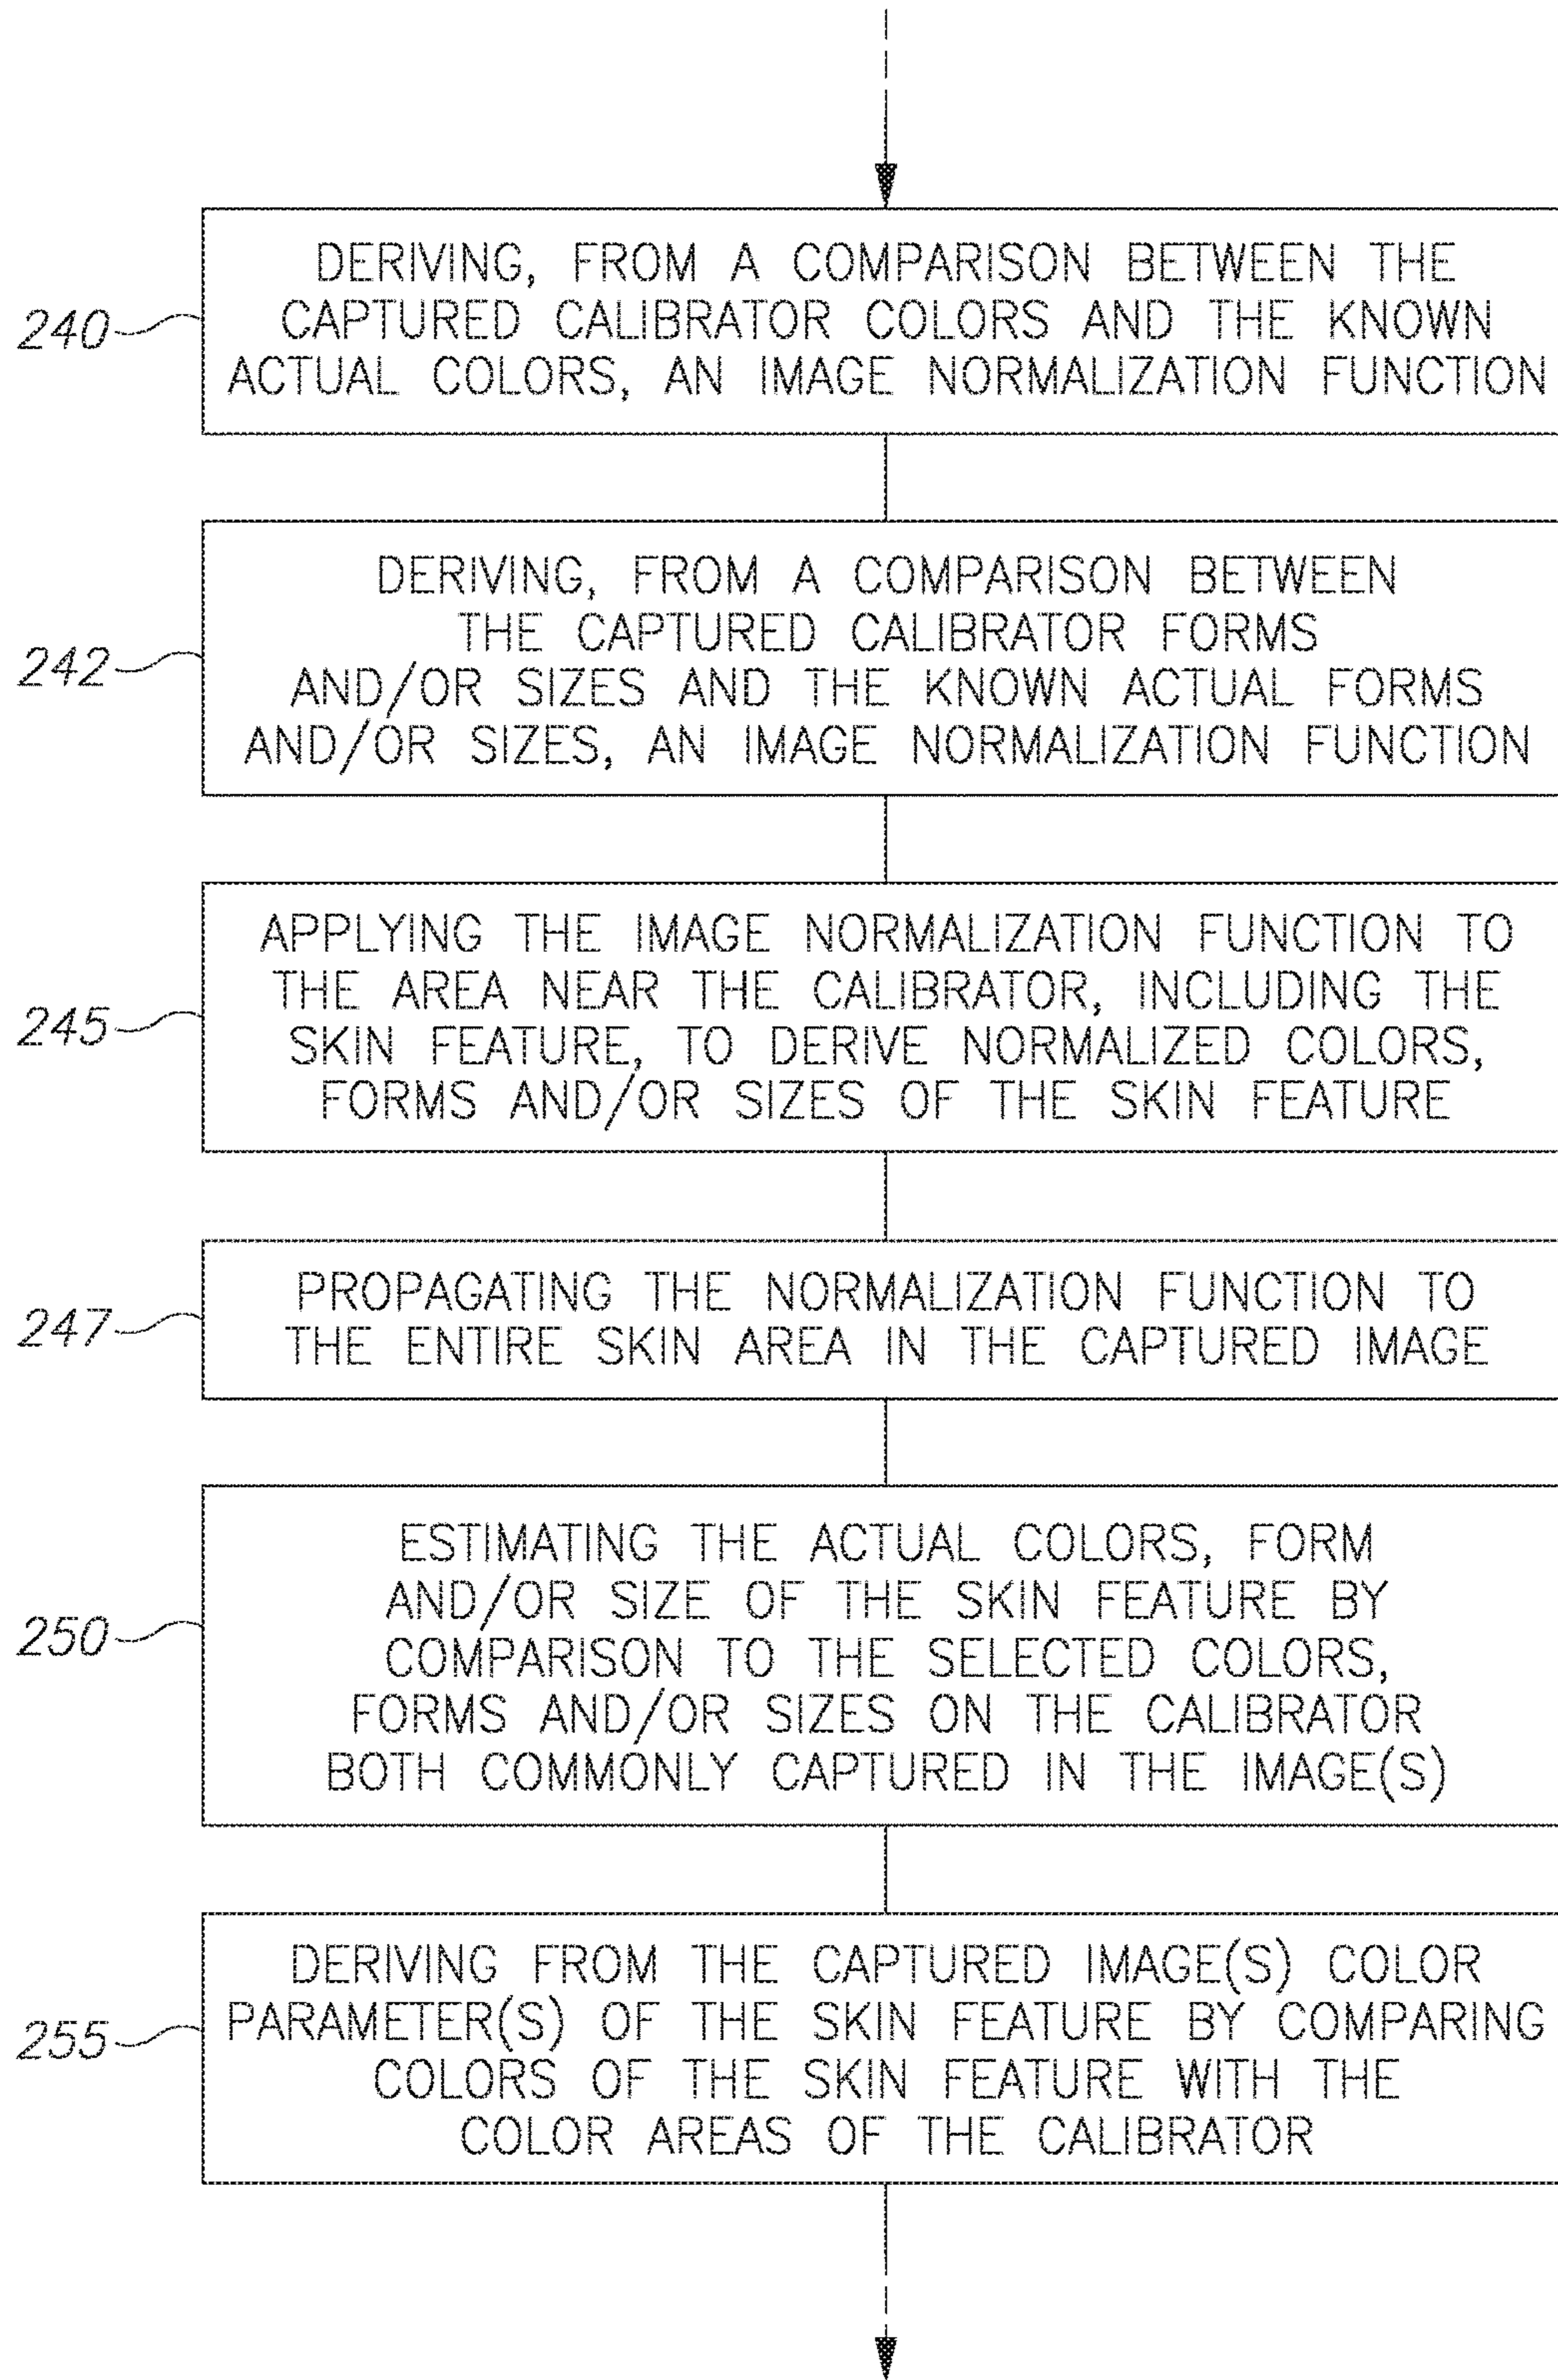 DERIVING, FROM A COMPARISON BETWEEN THE
CAPTURED CALIBRATOR COLORS AND THE KNOWN
ACTUAL COLORS, AN IMAGE NORMALIZATION FUNCTION
240
DERIVING, FROM A COMPARISON BETWEEN
THE CAPTURED CALIBRATOR FORMS
AND/OR SIZES AND THE KNOWN ACTUAL FORMS
AND/OR SIZES, AN IMAGE NORMALIZATION FUNCTION
242
APPLYING THE IMAGE NORMALIZATION FUNCTION TO
THE AREA NEAR THE CALIBRATOR, INCLUDING THE
SKIN FEATURE, TO DERIVE NORMALIZED COLORS,
FORMS AND/OR SIZES OF THE SKIN FEATURE
245
PROPAGATING THE NORMALIZATION FUNCTION TO
THE ENTIRE SKIN AREA IN THE CAPTURED IMAGE
247
ESTIMATING THE ACTUAL COLORS, FORM
AND/OR SIZE OF THE SKIN FEATURE BY
COMPARISON TO THE SELECTED COLORS,
FORMS AND/OR SIZES ON THE CALIBRATOR
BOTH COMMONLY CAPTURED IN THE IMAGE(S)
250
DERIVING FROM THE CAPTURED IMAGE(S) COLOR
PARAMETER(S) OF THE SKIN FEATURE BY COMPARING
COLORS OF THE SKIN FEATURE WITH THE
COLOR AREAS OF THE CALIBRATOR
255